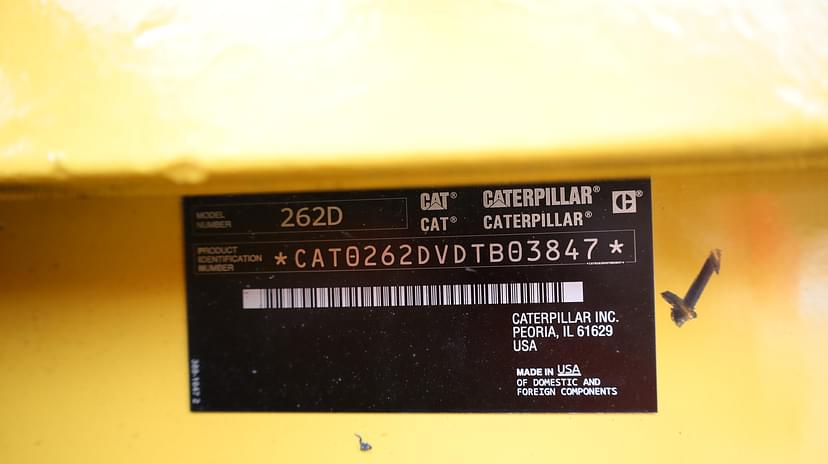 MODEL NUMBER 262D
CAT® CATERPILLAR®
CAT® CATERPILLAR®
PRODUCT IDENTIFICATION NUMBER *CAT0262DVDTB03847*
CATERPILLAR INC.
PEORIA, IL 61629
USA
MADE IN USA
OF DOMESTIC AND
FOREIGN COMPONENTS